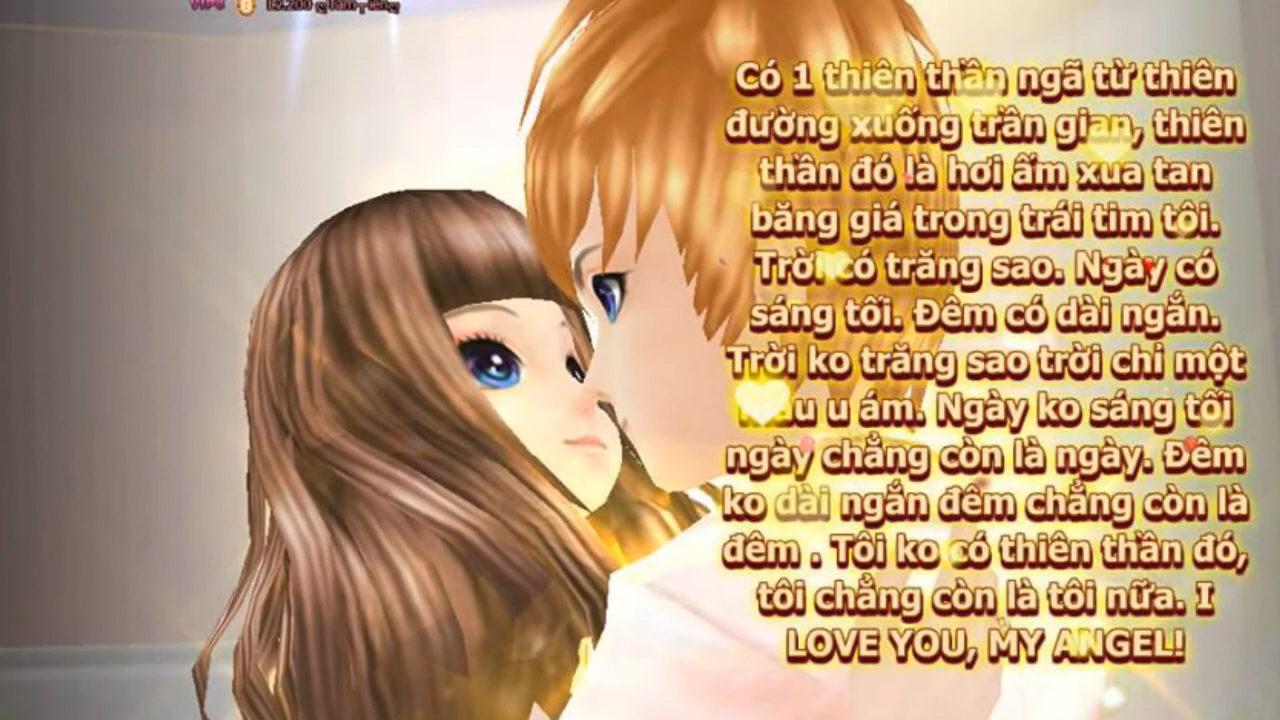 Có 1 thiên thần ngã từ thiên
đường xuống trần gian, thiên
thần đó là hơi ấm xua tan
băng giá trong trái tim tôi.
Trời có trăng sao. Ngày có
sáng tối. Đêm có dài ngắn.
Trời ko trăng sao trời chỉ một
màu u ám. Ngày ko sáng tối
ngày chẳng còn là ngày. Đêm
ko dài ngắn đêm chẳng còn là
đêm . Tôi ko có thiên thần đó,
tôi chẳng còn là tôi nữa. I
LOVE YOU, MY ANGEL!